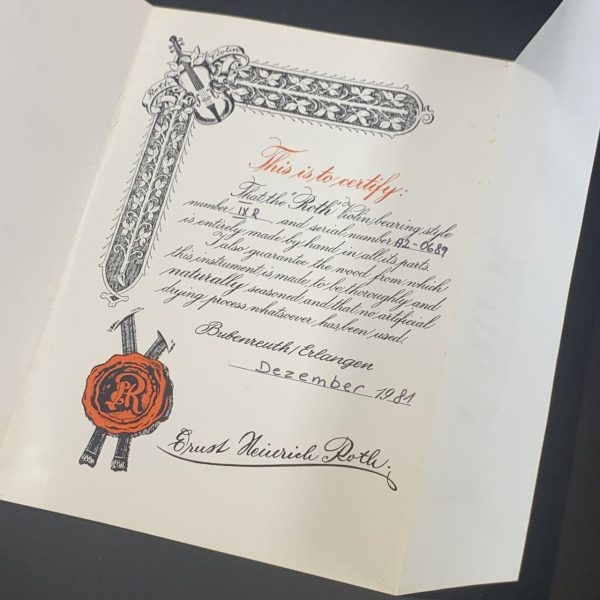 Roth Violin
This is to certify:
That the "Roth" Violin bearing style
number IX R and serial number A2-0689
is entirely made by hand in all its parts.
I also guarantee the wood from which
this instrument is made, to be thoroughly and
naturally seasoned and that no artificial
drying process whatsoever has been used.
Bubenreuth/Erlangen
Dezember 1981
Ernst Heinrich Roth.